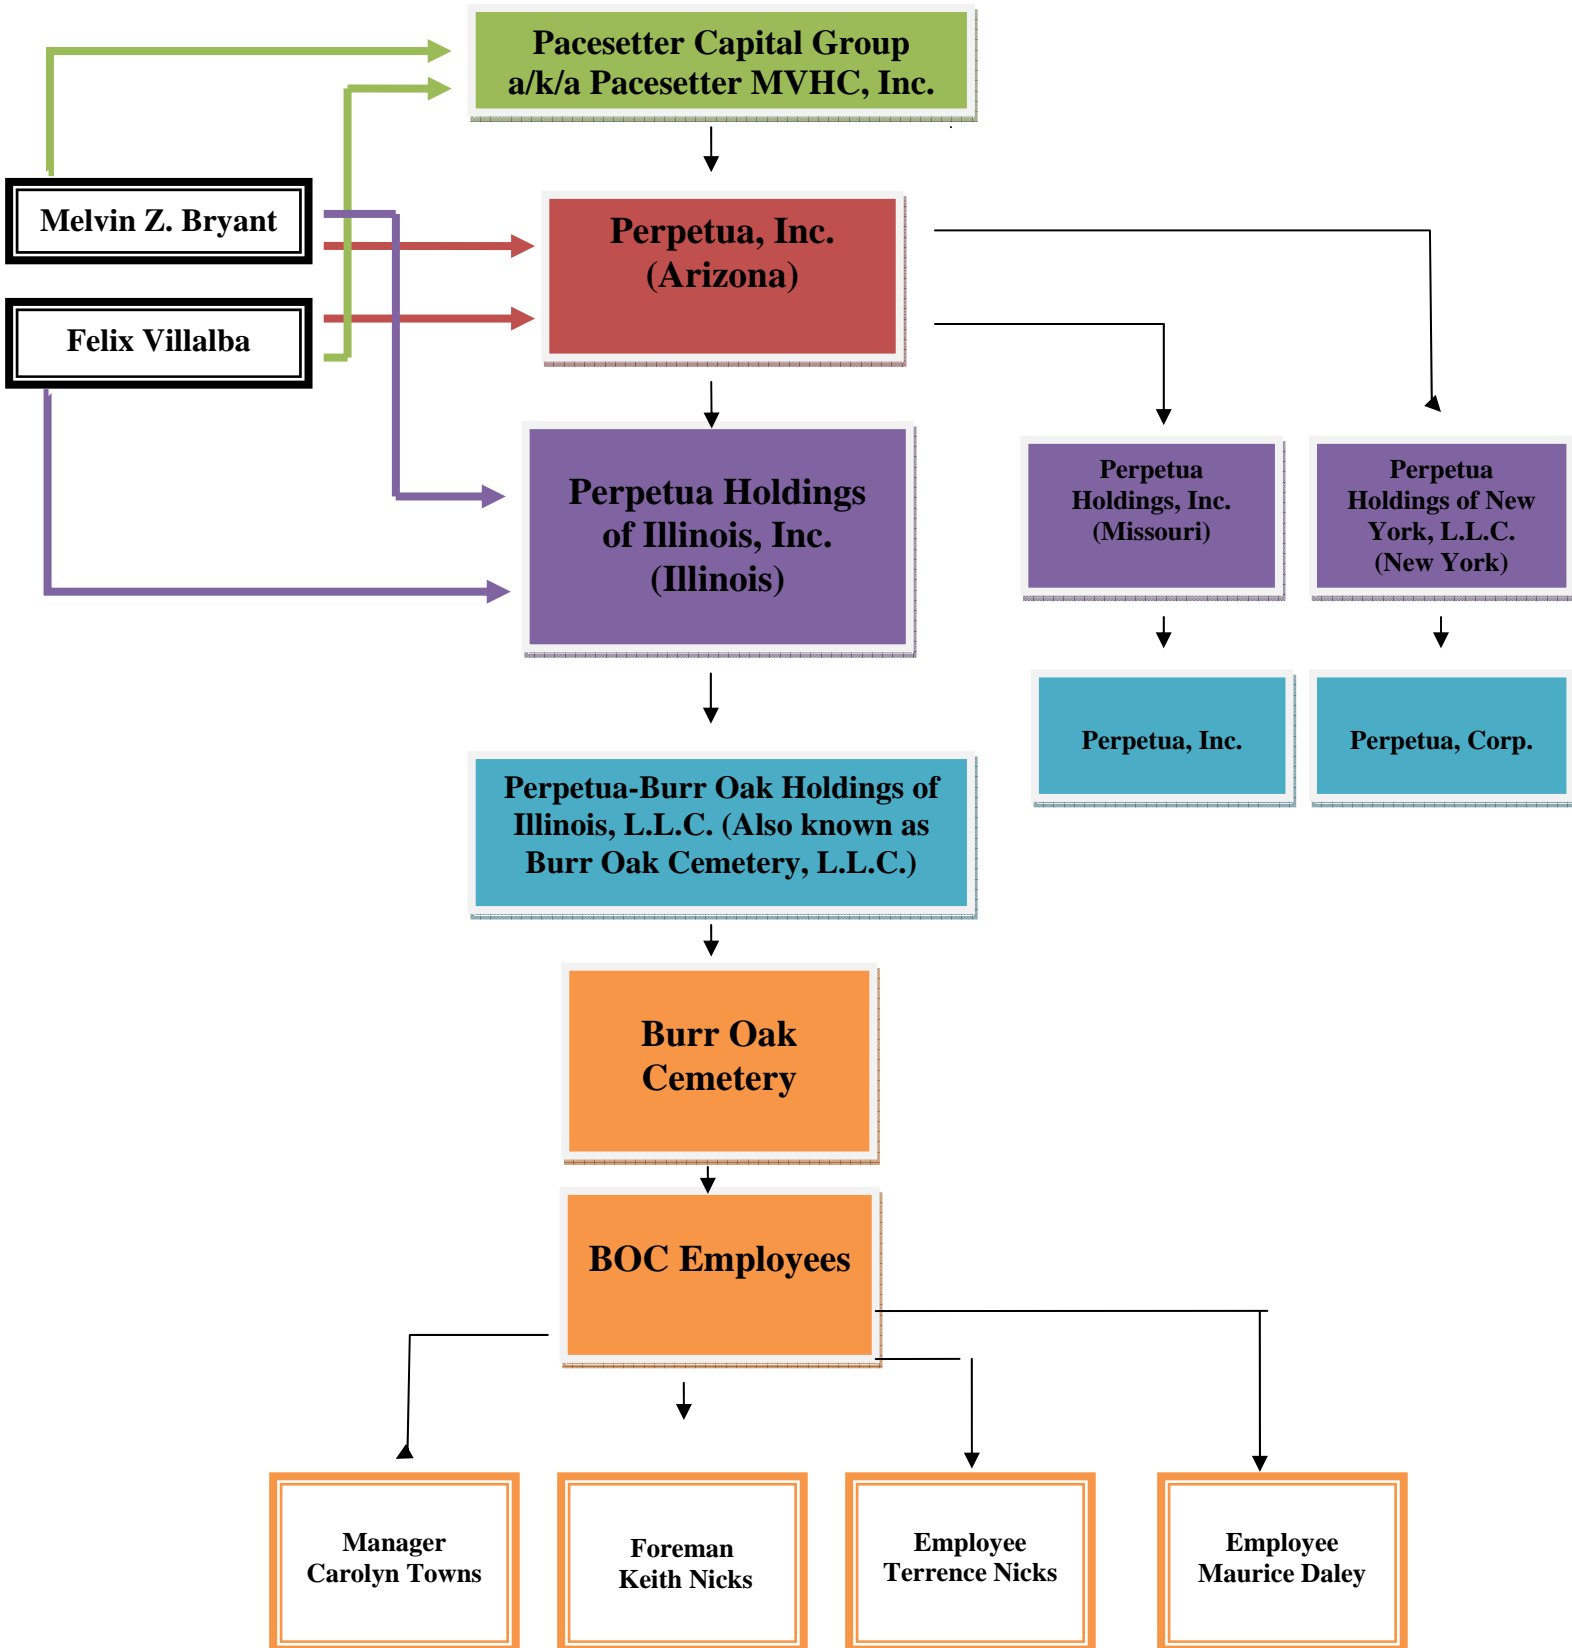 Pacesetter Capital Group
a/k/a Pacesetter MVHC, Inc.
Melvin Z. Bryant
Felix Villalba
Perpetua, Inc.
(Arizona)
Perpetua Holdings
of Illinois, Inc.
(Illinois)
Perpetua
Holdings, Inc.
(Missouri)
Perpetua
Holdings of New
York, L.L.C.
(New York)
Perpetua, Inc.
Perpetua, Corp.
Perpetua-Burr Oak Holdings of
Illinois, L.L.C. (Also known as
Burr Oak Cemetery, L.L.C.)
Burr Oak
Cemetery
BOC Employees
Manager
Carolyn Towns
Foreman
Keith Nicks
Employee
Terrence Nicks
Employee
Maurice Daley